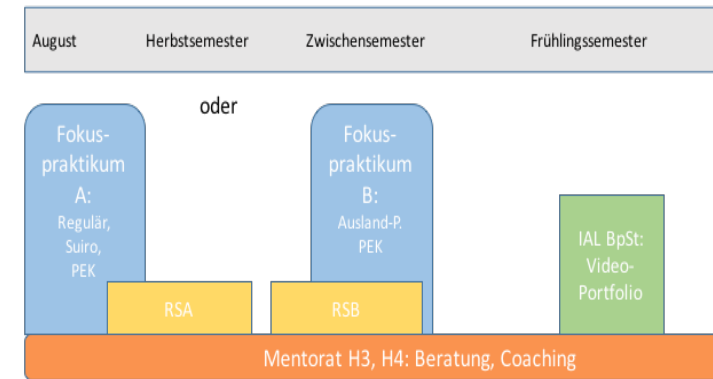 August Herbstsemester Zwischensemester Frühlingssemester
oder
Fokus-
praktikum
A:
Regulär,
Suiro,
PEK
Fokus-
praktikum
B:
Ausland-P.
PEK
IAL BpSt:
Video-
Portfolio
RSA
RSB
Mentorat H3, H4: Beratung, Coaching